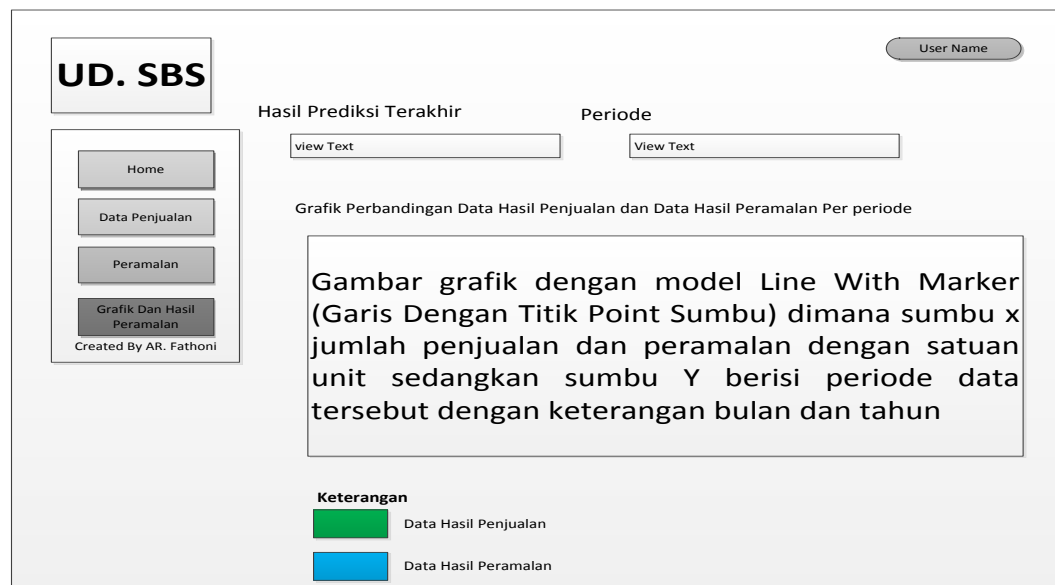 UD. SBS
User Name
Hasil Prediksi Terakhir
Periode
view Text
View Text
Home
Data Penjualan
Peramalan
Grafik Dan Hasil
Peramalan
Created By AR. Fathoni
Grafik Perbandingan Data Hasil Penjualan dan Data Hasil Peramalan Per periode
Gambar grafik dengan model Line With Marker
(Garis Dengan Titik Point Sumbu) dimana sumbu x
jumlah penjualan dan peramalan dengan satuan
unit sedangkan sumbu Y berisi periode data
tersebut dengan keterangan bulan dan tahun
Keterangan
Data Hasil Penjualan
Data Hasil Peramalan